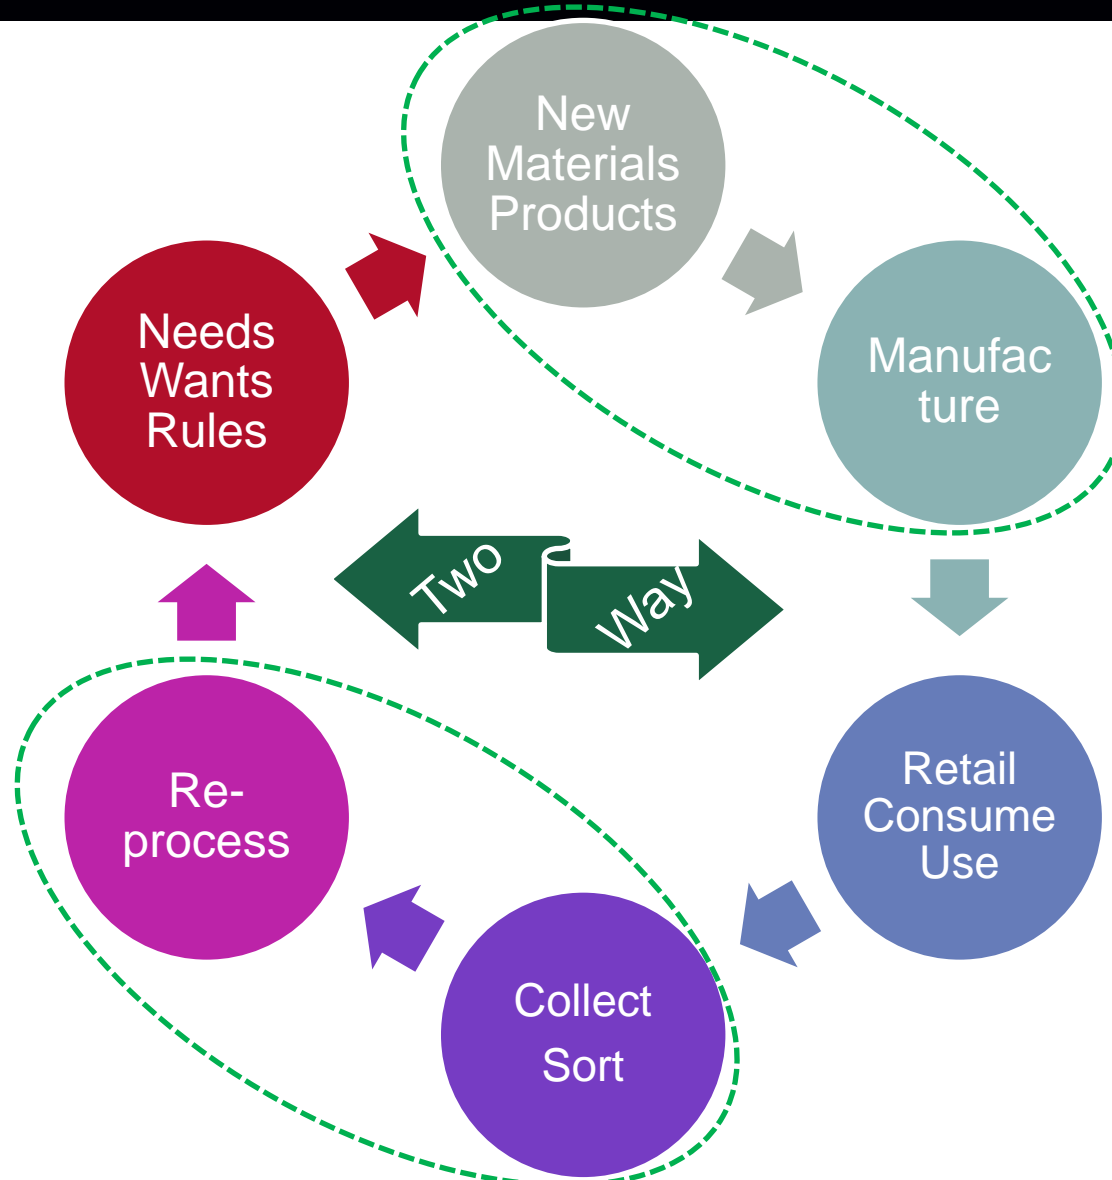 New
Materials
Products
Manufac
ture
Needs
Wants
Rules
Two
Way
Retail
Consume
Use
Re-
process
Collect
Sort